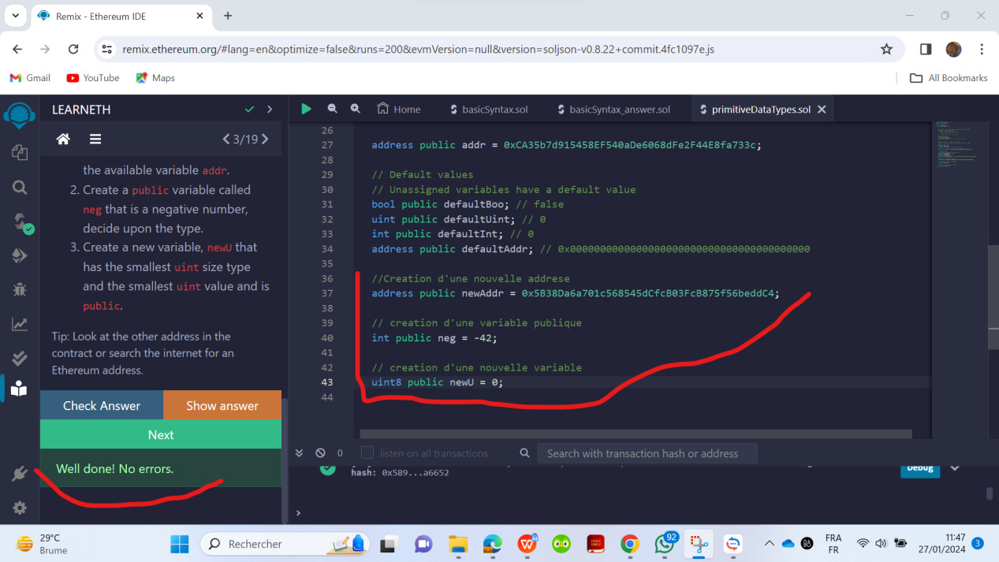 Remix - Ethereum IDE
remix.ethereum.org/#lang=en&optimize=false&runs=200&evmVersion=null&version=soljson-v0.8.22+commit.4fc1097e.js
Gmail YouTube Maps All Bookmarks
LEARNETH
3/19
the available variable addr.
2. Create a public variable called
neg that is a negative number,
decide upon the type.
3. Create a new variable, newU that
has the smallest uint size type
and the smallest uint value and is
public.
Tip: Look at the other address in the
contract or search the internet for an
Ethereum address.
Check Answer Show answer
Next
Well done! No errors.
Home basicSyntax.sol basicSyntax_answer.sol primitiveDataTypes.sol
26
27 address public addr = 0xCA35b7d915458EF540aDe6068dFe2F44E8fa733c;
28
29 // Default values
30 // Unassigned variables have a default value
31 bool public defaultBoo; // false
32 uint public defaultUint; // 0
33 int public defaultInt; // 0
34 address public defaultAddr; // 0x0000000000000000000000000000000000000000
35
36 //Creation d'une nouvelle addrese
37 address public newAddr = 0x5B38Da6a701c568545dCfcB03FcB875f56beddC4;
38
39 // creation d'une variable publique
40 int public neg = -42;
41
42 // creation d'une nouvelle variable
43 uint8 public newU = 0;
44
0 listen on all transactions Search with transaction hash or address
hash: 0x589...a6652
Debug
>
29°C
Brume
Rechercher
92
FRA
FR
11:47
27/01/2024
3